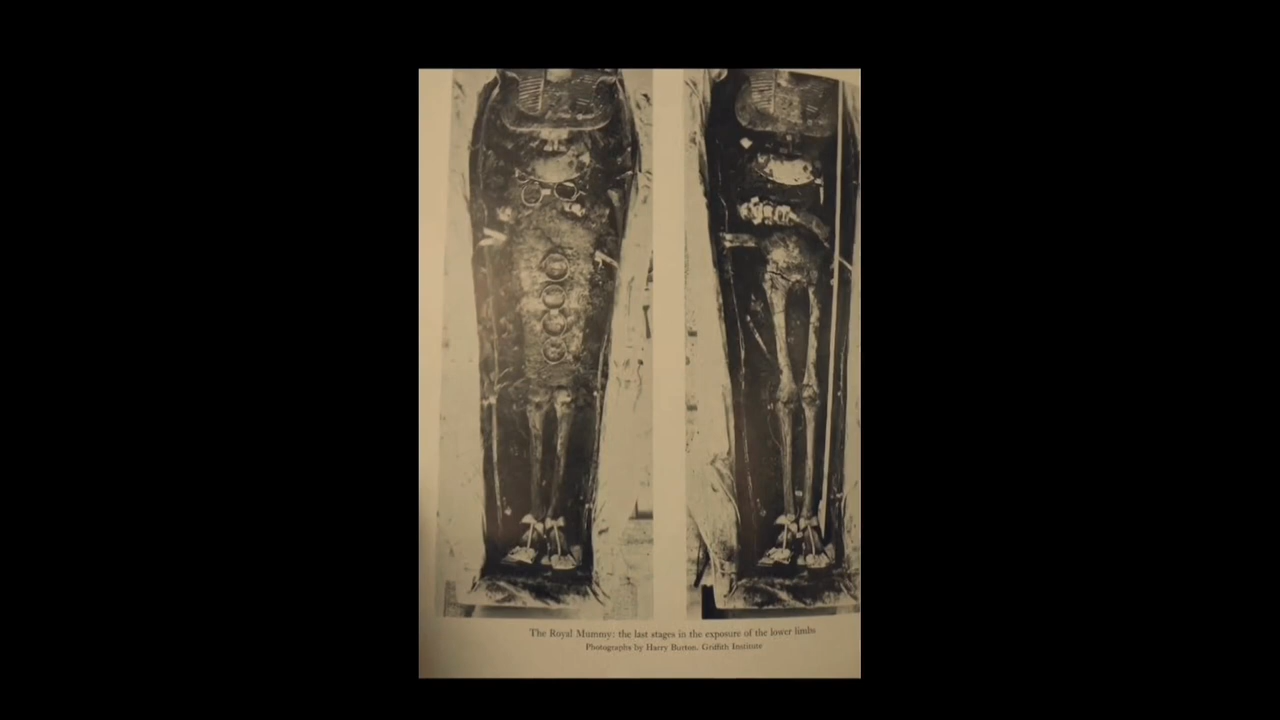 The Royal Mummy: the last stages in the exposure of the lower limbs
Photographs by Harry Burton. Griffith Institute